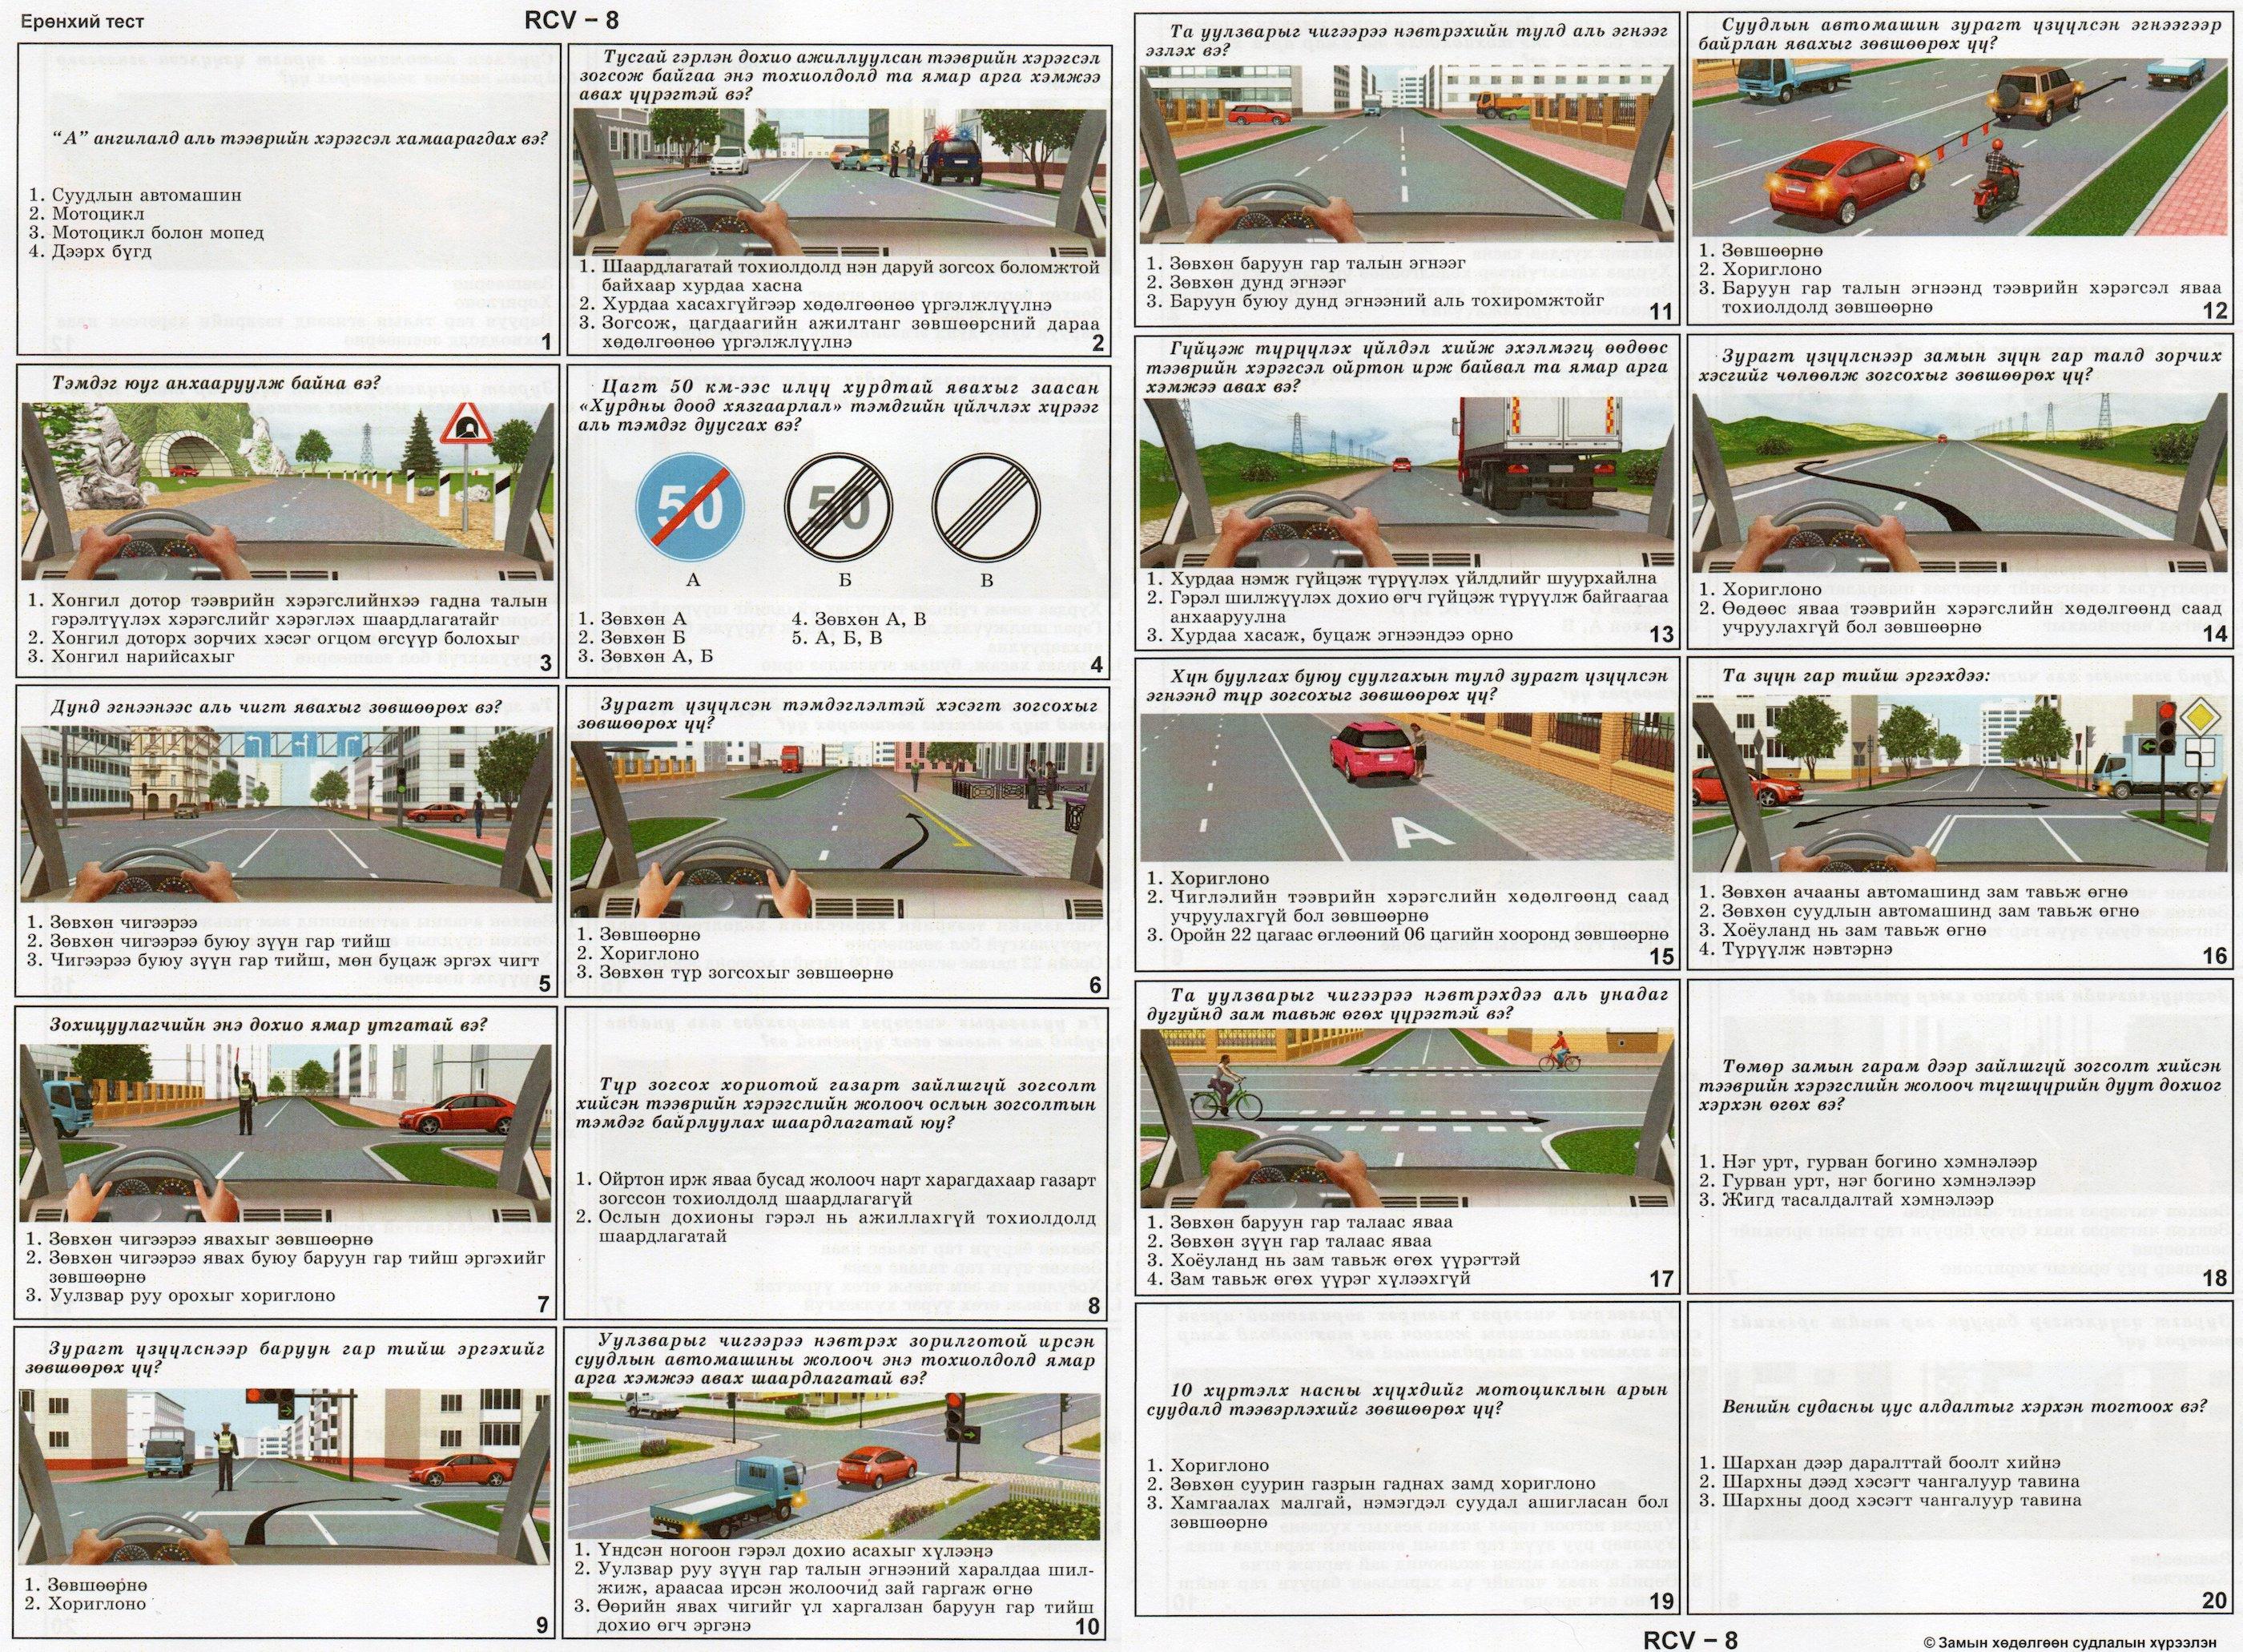 Ерөнхий тест
RCV – 8
“А” ангилалд аль тээврийн хэрэгсэл хамаарагдах вэ?
1. Суудлын автомашин
2. Мотоцикл
3. Мотоцикл болон мопед
4. Дээрх бүгд
1
Тусгай гэрлэн дохио ажиллуулсан тээврийн хэрэгсэл
зогсож байгаа энэ тохиолдолд та ямар арга хэмжээ
авах үүрэгтэй вэ?
1. Шаардлагатай тохиолдолд нэн даруй зогсох боломжтой
байхаар хурдаа хасна
2. Хурдаа хасахгүйгээр хөдөлгөөнөө үргэлжлүүлнэ
3. Зогсож, цагдаагийн ажилтанг зөвшөөрсний дараа
хөдөлгөөнөө үргэлжлүүлнэ
2
Тэмдэг юуг анхааруулж байна вэ?
1. Хонгил дотор тээврийн хэрэгслийнхээ гадна талын
гэрэлтүүлэх хэрэгслийг хэрэглэх шаардлагатайг
2. Хонгил доторх зорчих хэсэг огцом өгсүүр болохыг
3. Хонгил нарийсахыг
3
Цагт 50 км-ээс илүү хурдтай явахыг заасан
«Хурдны доод хязгаарлал» тэмдгийн үйлчлэх хүрээг
аль тэмдэг дуусгах вэ?
50
50
А
Б
В
1. Зөвхөн А
2. Зөвхөн Б
3. Зөвхөн А, Б
4. Зөвхөн А, В
5. А, Б, В
4
Дунд эгнээнээс аль чигт явахыг зөвшөөрөх вэ?
1. Зөвхөн чигээрээ
2. Зөвхөн чигээрээ буюу зүүн гар тийш
3. Чигээрээ буюу зүүн гар тийш, мөн буцаж эргэх чигт
5
Зурагт үзүүлсэн тэмдэглэлтэй хэсэгт зогсохыг
зөвшөөрөх үү?
1. Зөвшөөрнө
2. Хориглоно
3. Зөвхөн түр зогсохыг зөвшөөрнө
6
Зохицуулагчийн энэ дохио ямар утгатай вэ?
1. Зөвхөн чигээрээ явахыг зөвшөөрнө
2. Зөвхөн чигээрээ явах буюу баруун гар тийш эргэхийг
зөвшөөрнө
3. Уулзвар руу орохыг хориглоно
7
Түр зогсох хориотой газарт зайлшгүй зогсолт
хийсэн тээврийн хэрэгслийн жолооч ослын зогсолтын
тэмдэг байрлуулах шаардлагатай юу?
1. Ойртон ирж яваа бусад жолооч нарт харагдахаар газарт
зогссон тохиолдолд шаардлагагүй
2. Ослын дохионы гэрэл нь ажиллахгүй тохиолдолд
шаардлагатай
8
Зурагт үзүүлснээр баруун гар тийш эргэхийг
зөвшөөрөх үү?
1. Зөвшөөрнө
2. Хориглоно
9
Уулзварыг чигээрээ нэвтрэх зорилготой ирсэн
суудлын автомашины жолооч энэ тохиолдолд ямар
арга хэмжээ авах шаардлагатай вэ?
1. Үндсэн ногоон гэрэл дохио асахыг хүлээнэ
2. Уулзвар руу зүүн гар талын эгнээний харалдаа шил-
жиж, араасаа ирсэн жолоочид зай гаргаж өгнө
3. Өөрийн явах чигийг үл харгалзан баруун гар тийш
дохио өгч эргэнэ
10
Та уулзварыг чигээрээ нэвтрэхийн тулд аль эгнээг
эзлэх вэ?
1. Зөвхөн баруун гар талын эгнээг
2. Зөвхөн дунд эгнээг
3. Баруун буюу дунд эгнээний аль тохиромжтойг
11
Суудлын автомашин зурагт үзүүлсэн эгнээгээр
байрлан явахыг зөвшөөрөх үү?
1. Зөвшөөрнө
2. Хориглоно
3. Баруун гар талын эгнээнд тээврийн хэрэгсэл яваа
тохиолдолд зөвшөөрнө
12
Гүйцэж түрүүлэх үйлдэл хийж эхэлмэгц өөдөөс
тээврийн хэрэгсэл ойртон ирж байвал та ямар арга
хэмжээ авах вэ?
1. Хурдаа нэмж гүйцэж түрүүлэх үйлдлийг шуурхайлна
2. Гэрэл шилжүүлэх дохио өгч гүйцэж түрүүлж байгаагаа
анхааруулна
3. Хурдаа хасаж, буцаж эгнээндээ орно
13
Зурагт үзүүлснээр замын зүүн гар талд зорчих
хэсгийг чөлөөлж зогсохыг зөвшөөрөх үү?
1. Хориглоно
2. Өөдөөс яваа тээврийн хэрэгслийн хөдөлгөөнд саад
учруулахгүй бол зөвшөөрнө
14
Хүн буулгах буюу суулгахын тулд зурагт үзүүлсэн
эгнээнд түр зогсохыг зөвшөөрөх үү?
А
1. Хориглоно
2. Чиглэлийн тээврийн хэрэгслийн хөдөлгөөнд саад
учруулахгүй бол зөвшөөрнө
3. Оройн 22 цагаас өглөөний 06 цагийн хооронд зөвшөөрнө
15
Та зүүн гар тийш эргэхдээ:
1. Зөвхөн ачааны автомашинд зам тавьж өгнө
2. Зөвхөн суудлын автомашинд зам тавьж өгнө
3. Хоёуланд нь зам тавьж өгнө
4. Түрүүлж нэвтэрнэ
16
Та уулзварыг чигээрээ нэвтрэхдээ аль унадаг
дугуйнд зам тавьж өгөх үүрэгтэй вэ?
1. Зөвхөн баруун гар талаас яваа
2. Зөвхөн зүүн гар талаас яваа
3. Хоёуланд нь зам тавьж өгөх үүрэгтэй
4. Зам тавьж өгөх үүрэг хүлээхгүй
17
Төмөр замын гарам дээр зайлшгүй зогсолт хийсэн
тээврийн хэрэгслийн жолооч түгшүүрийн дуут дохиог
хэрхэн өгөх вэ?
1. Нэг урт, гурван богино хэмнэлээр
2. Гурван урт, нэг богино хэмнэлээр
3. Жигд тасалдалтай хэмнэлээр
18
10 хүртэлх насны хүүхдийг мотоциклын арын
суудалд тээвэрлэхийг зөвшөөрөх үү?
1. Хориглоно
2. Зөвхөн суурин газрын гаднах замд хориглоно
3. Хамгаалах малгай, нэмэгдэл суудал ашигласан бол
зөвшөөрнө
19
Венийн судасны цус алдалтыг хэрхэн тогтоох вэ?
1. Шархан дээр даралттай боолт хийнэ
2. Шархны дээд хэсэгт чангалуур тавина
3. Шархны доод хэсэгт чангалуур тавина
20
RCV – 8
© Замын хөдөлгөөн судлалын хүрээлэн